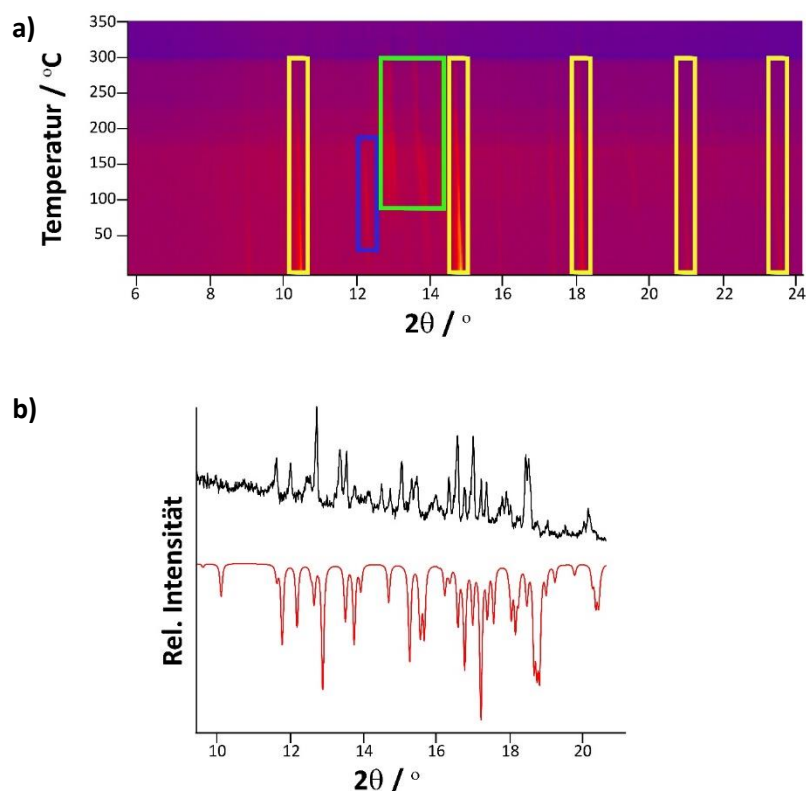 a)
Temperatur / °C
350
300
250
200
150
100
50
6 8 10 12 14 16 18 20 22 24
2θ / °
b)
Rel. Intensität
10 12 14 16 18 20
2θ / °